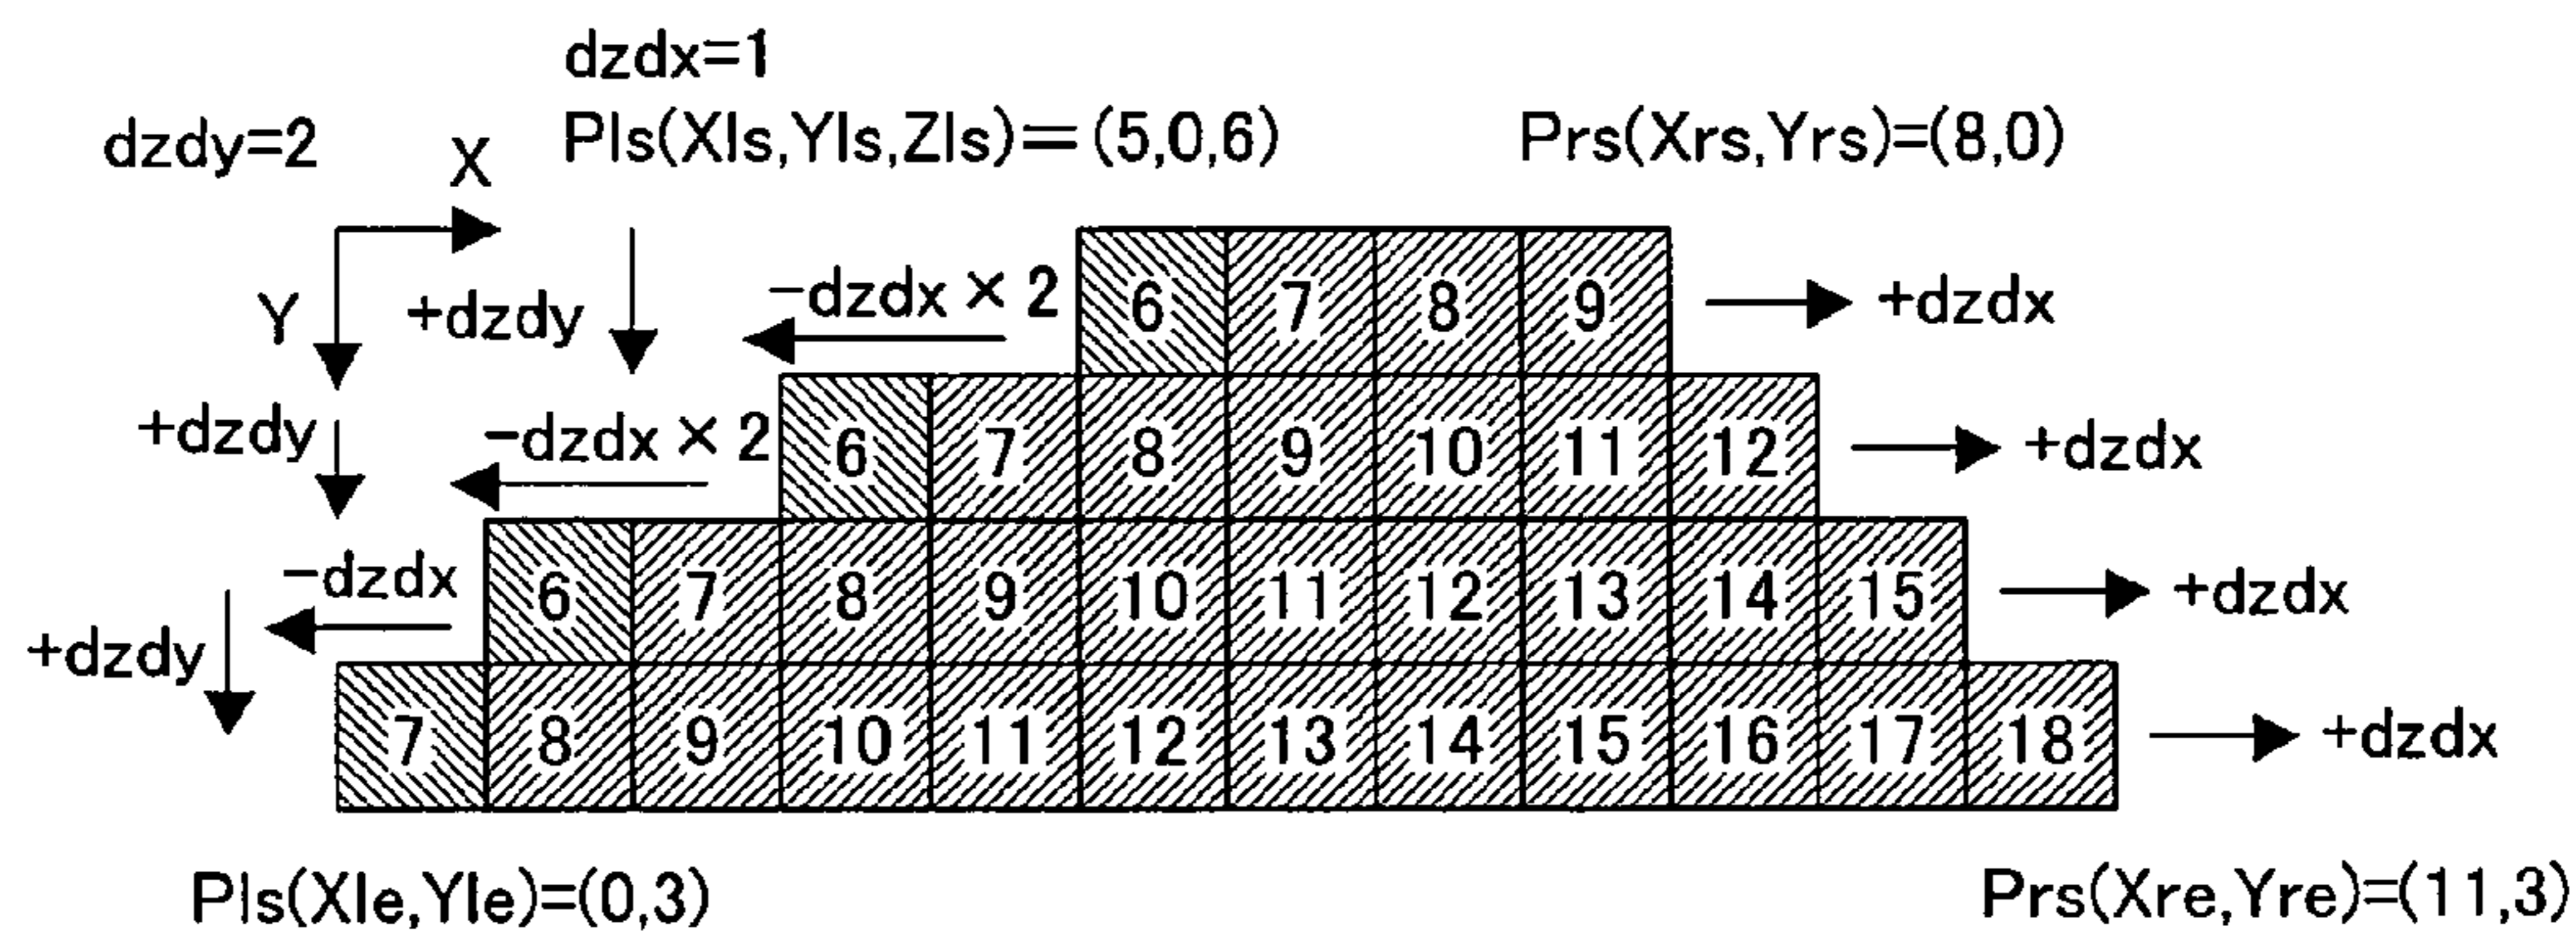 dzdx=1
dzdy=2 X Pls(Xls,Yls,Zls)=(5,0,6) Prs(Xrs,Yrs)=(8,0)
Y +dzdy -dzdx×2 6 7 8 9 +dzdx
+dzdy -dzdx×2 6 7 8 9 10 11 12 +dzdx
-dzdx 6 7 8 9 10 11 12 13 14 15 +dzdx
+dzdy 7 8 9 10 11 12 13 14 15 16 17 18 +dzdx
Pls(Xle,Yle)=(0,3) Prs(Xre,Yre)=(11,3)